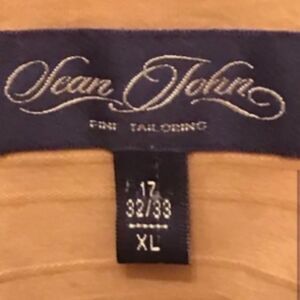 Sean John
FINE TAILORING
17
32/33
XL